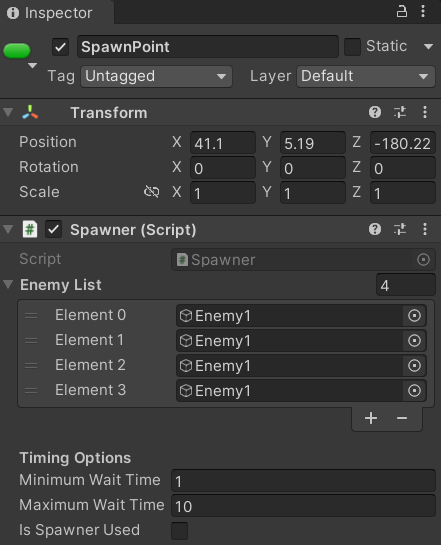 Inspector
SpawnPoint Static
Tag Untagged Layer Default
Transform
Position X 41.1 Y 5.19 Z -180.22
Rotation X 0 Y 0 Z 0
Scale X 1 Y 1 Z 1
# Spawner (Script)
Script # Spawner
Enemy List 4
Element 0 Enemy1
Element 1 Enemy1
Element 2 Enemy1
Element 3 Enemy1
+ −
Timing Options
Minimum Wait Time 1
Maximum Wait Time 10
Is Spawner Used